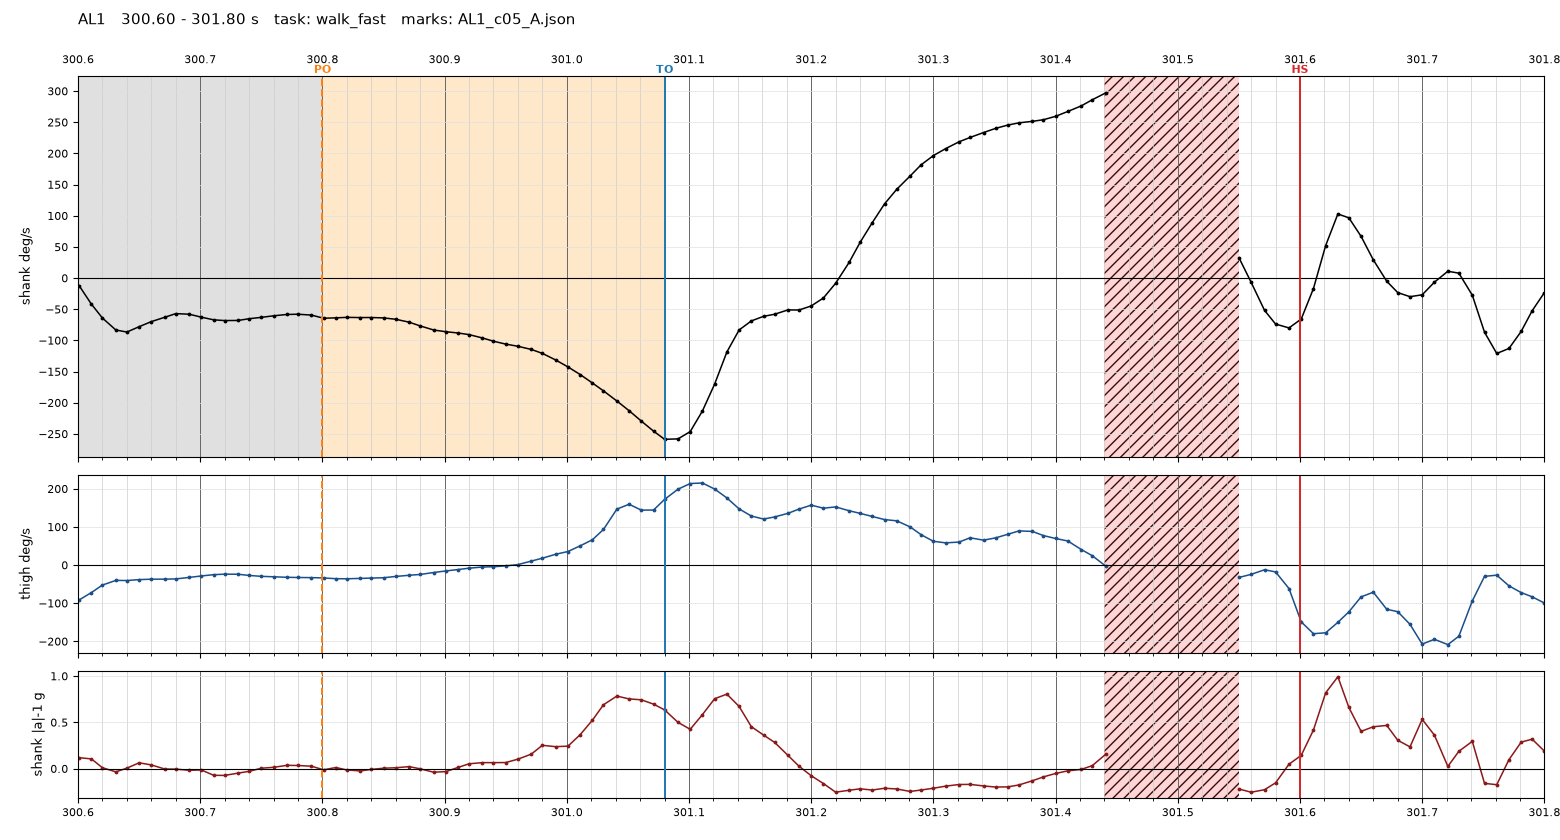 AL1   300.60 - 301.80 s   task: walk_fast   marks: AL1_c05_A.json
300.6 300.7 300.8 300.9 301.0 301.1 301.2 301.3 301.4 301.5 301.6 301.7 301.8
PO TO HS
shank deg/s
300
250
200
150
100
50
0
−50
−100
−150
−200
−250
thigh deg/s
200
100
0
−100
−200
shank |a|-1 g
1.0
0.5
0.0
300.6 300.7 300.8 300.9 301.0 301.1 301.2 301.3 301.4 301.5 301.6 301.7 301.8